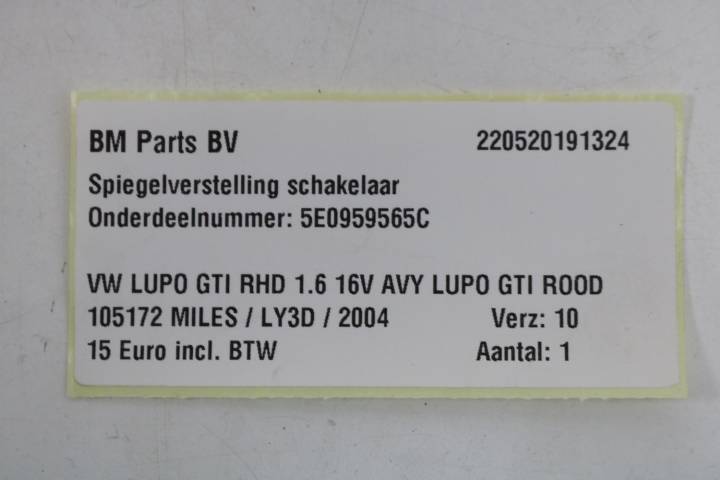 BM Parts BV 220520191324
Spiegelverstelling schakelaar
Onderdeelnummer: 5E0959565C
VW LUPO GTI RHD 1.6 16V AVY LUPO GTI ROOD
105172 MILES / LY3D / 2004 Verz: 10
15 Euro incl. BTW Aantal: 1